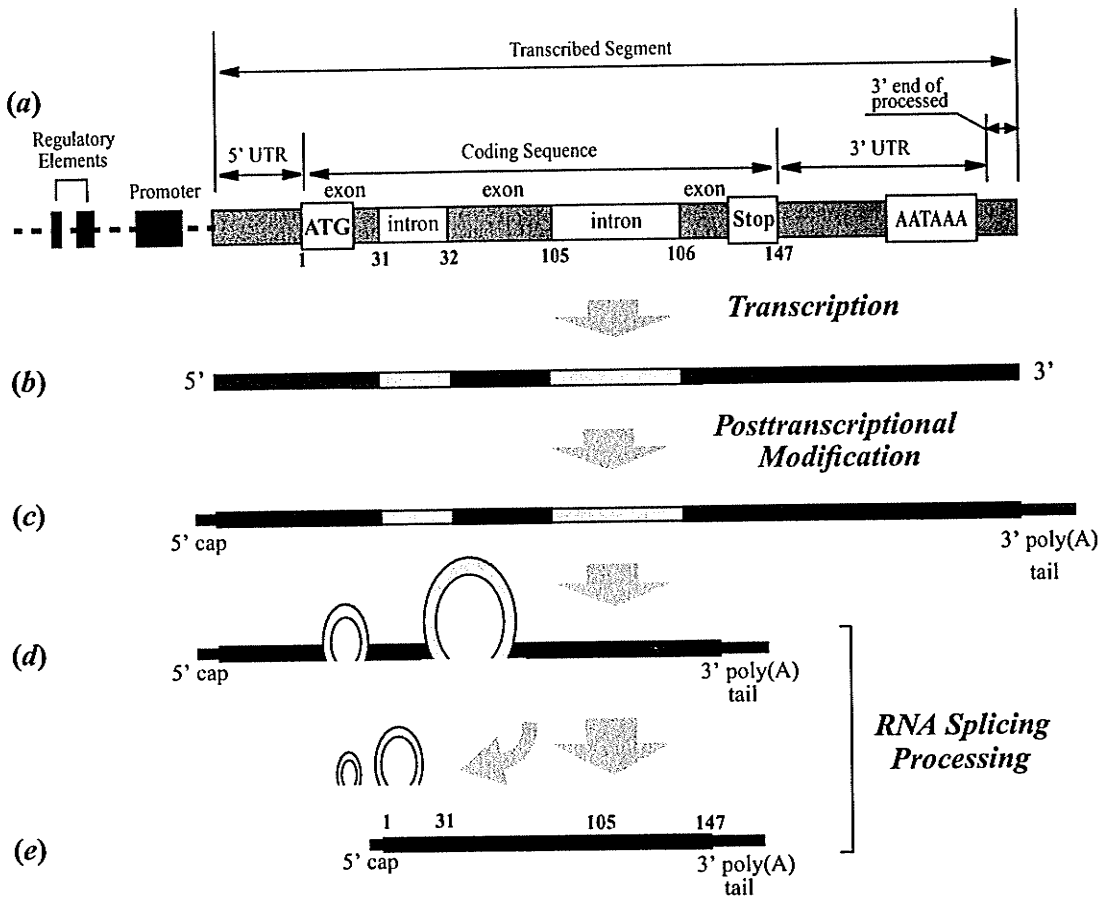 Transcribed Segment
(a)
3' end of
processed
Regulatory
Elements
5' UTR
Coding Sequence
3' UTR
Promoter
exon
exon
exon
ATG
intron
intron
Stop
AATAAA
1
31
32
105
106
147
Transcription
(b)
5'
3'
Posttranscriptional
Modification
(c)
5' cap
3' poly(A)
tail
(d)
5' cap
3' poly(A)
tail
RNA Splicing
Processing
1
31
105
147
(e)
5' cap
3' poly(A)
tail